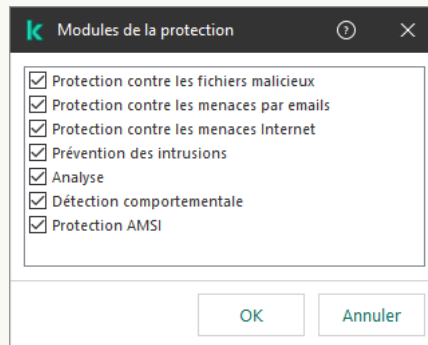 Modules de la protection
Protection contre les fichiers malicieux
Protection contre les menaces par emails
Protection contre les menaces Internet
Prévention des intrusions
Analyse
Détection comportementale
Protection AMSI
OK Annuler